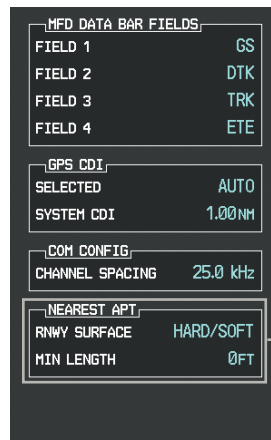 MFD DATA BAR FIELDS
FIELD 1 GS
FIELD 2 DTK
FIELD 3 TRK
FIELD 4 ETE
GPS CDI
SELECTED AUTO
SYSTEM CDI 1.00NM
COM CONFIG
CHANNEL SPACING 25.0 kHz
NEAREST APT
RNWY SURFACE HARD/SOFT
MIN LENGTH 0FT